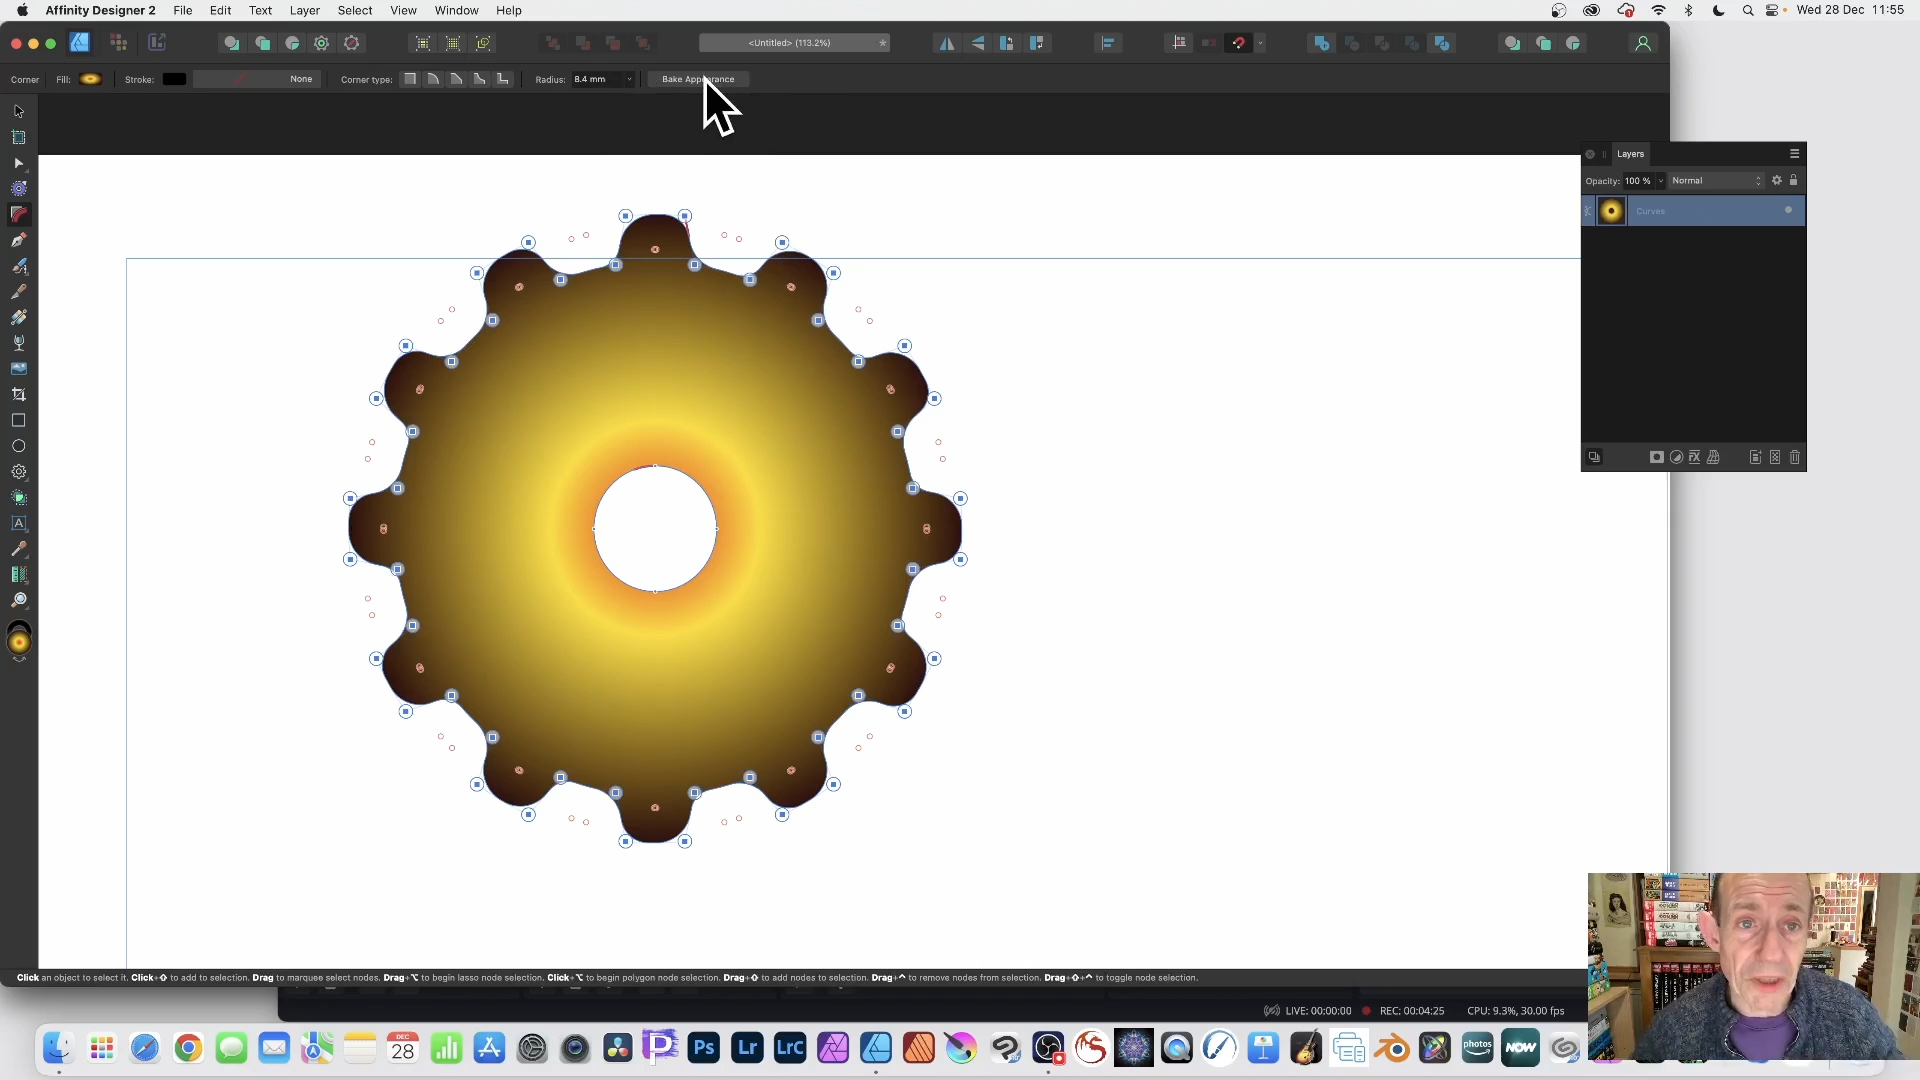 Affinity Designer 2 File Edit Text Layer Select View Window Help Wed 28 Dec 11:55
<Untitled> (113.2%)
Corner Fill: Stroke: None Corner type: Radius: 8.4 mm Bake Appearance
Layers
Opacity: 100 % Normal
Curves
Click an object to select it. Click+⇧ to add to selection. Drag to marquee select nodes. Drag+⌥ to begin lasso node selection. Click+⌥ to begin polygon node selection. Drag+⇧ to add nodes to selection. Drag+⌃ to remove nodes from selection. Drag+⇧+⌃ to toggle node selection.
LIVE: 00:00:00 REC: 00:04:25 CPU: 9.3%, 30.00 fps
DEC
28
Ps
Lr
LrC
photos
NOW